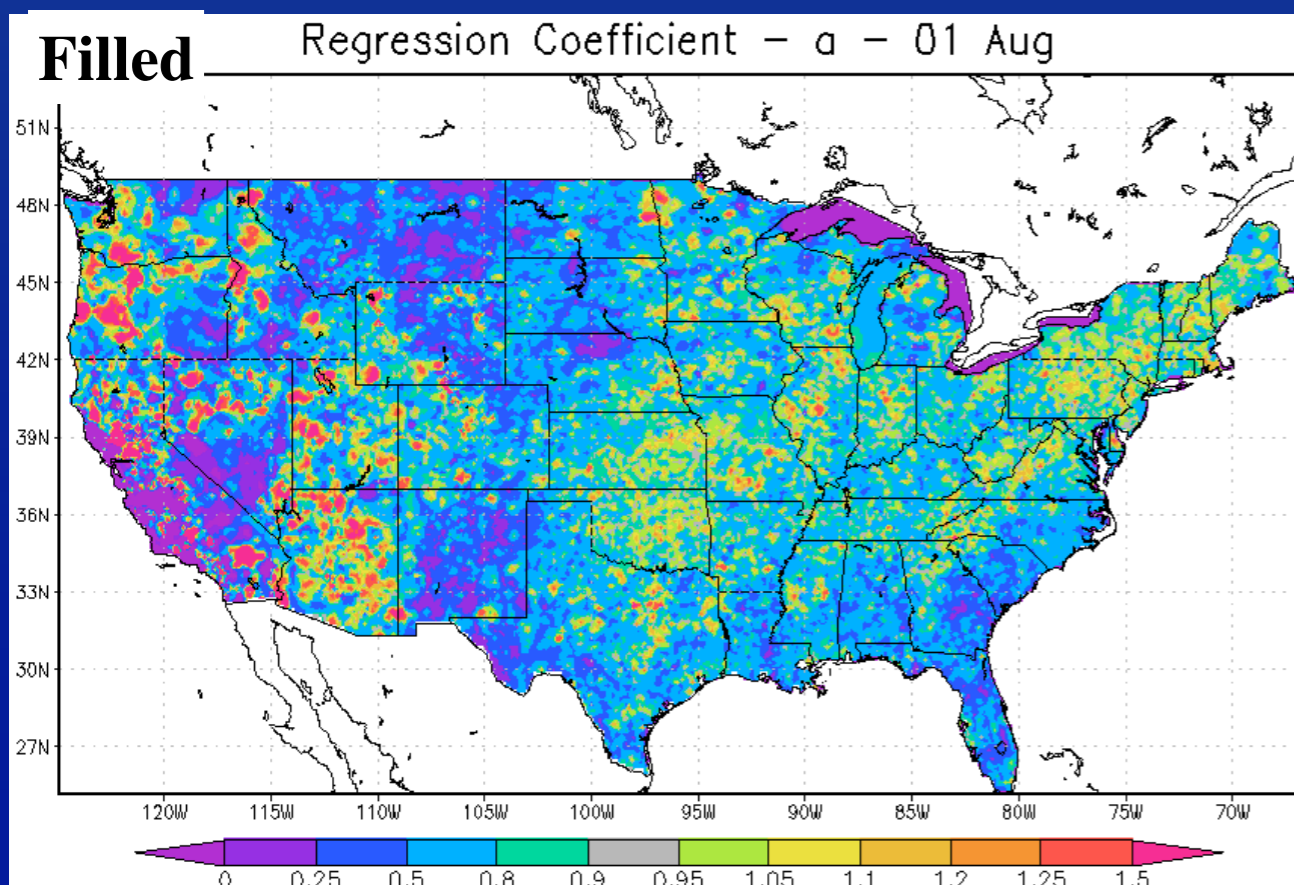 Filled
Regression Coefficient – a – 01 Aug
51N
48N
45N
42N
39N
36N
33N
30N
27N
120W 115W 110W 105W 100W 95W 90W 85W 80W 75W 70W
0 0.25 0.5 0.8 0.9 0.95 1.05 1.1 1.2 1.25 1.5